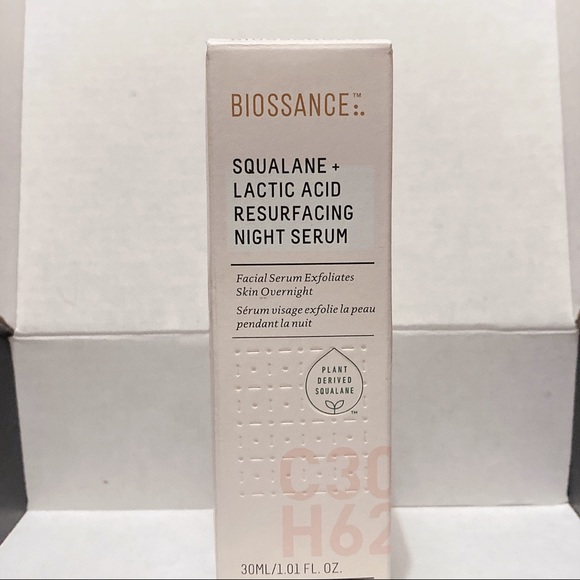 BIOSSANCE™
SQUALANE +
LACTIC ACID
RESURFACING
NIGHT SERUM
Facial Serum Exfoliates
Skin Overnight
Sérum visage exfolie la peau
pendant la nuit
PLANT
DERIVED
SQUALANE
™
C30
H62
30ML/1.01 FL. OZ.